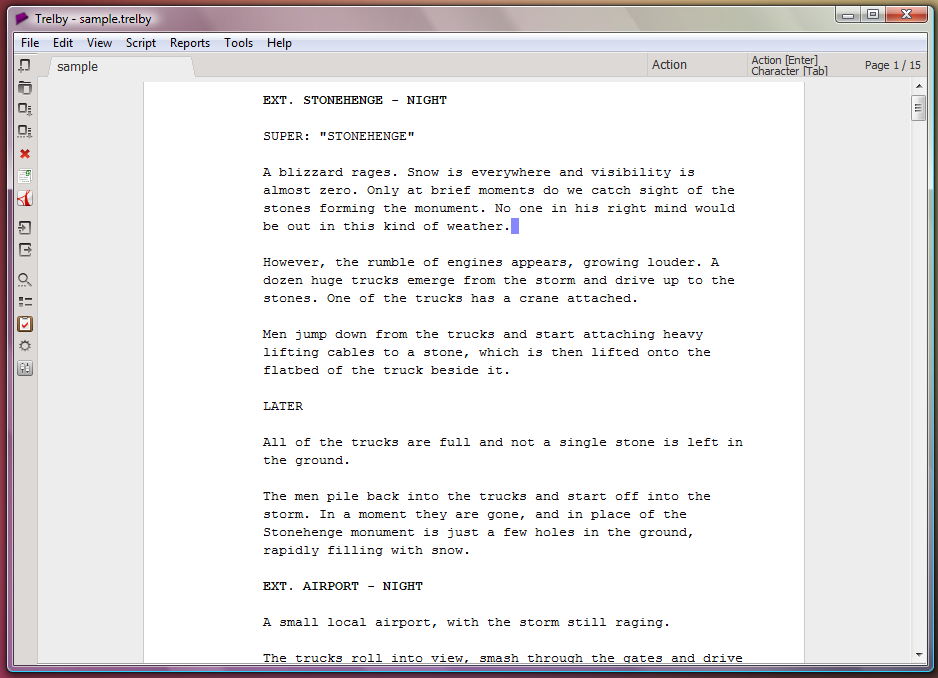 Trelby - sample.trelby
File Edit View Script Reports Tools Help
sample
Action
Action [Enter]
Character [Tab]
Page 1 / 15
EXT. STONEHENGE - NIGHT
SUPER: "STONEHENGE"
A blizzard rages. Snow is everywhere and visibility is
almost zero. Only at brief moments do we catch sight of the
stones forming the monument. No one in his right mind would
be out in this kind of weather.
However, the rumble of engines appears, growing louder. A
dozen huge trucks emerge from the storm and drive up to the
stones. One of the trucks has a crane attached.
Men jump down from the trucks and start attaching heavy
lifting cables to a stone, which is then lifted onto the
flatbed of the truck beside it.
LATER
All of the trucks are full and not a single stone is left in
the ground.
The men pile back into the trucks and start off into the
storm. In a moment they are gone, and in place of the
Stonehenge monument is just a few holes in the ground,
rapidly filling with snow.
EXT. AIRPORT - NIGHT
A small local airport, with the storm still raging.
The trucks roll into view, smash through the gates and drive